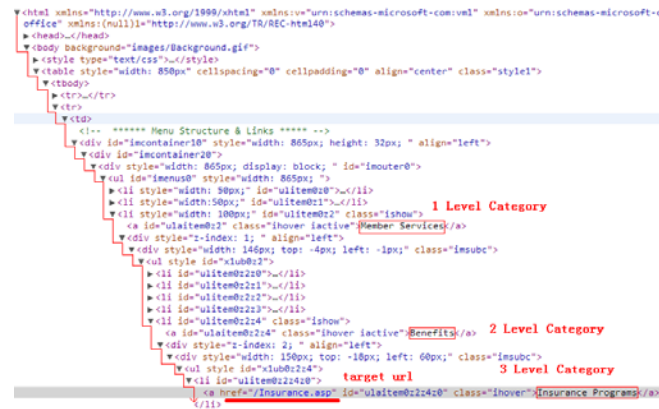 ▼<html xmlns="http://www.w3.org/1999/xhtml" xmlns:v="urn:schemas-microsoft-com:vml" xmlns:o="urn:schemas-microsoft-c
office" xmlns:(null)1="http://www.w3.org/TR/REC-html40">
▶<head>…</head>
▼<body background="images/Background.gif">
▶<style type="text/css">…</style>
▼<table style="width: 850px" cellspacing="0" cellpadding="0" align="center" class="style1">
▼<tbody>
▶<tr>…</tr>
▼<tr>
▼<td>
<!-- ****** Menu Structure & Links ***** -->
▼<div id="imcontainer10" style="width: 865px; height: 32px; " align="left">
▼<div id="imcontainer20">
▼<div style="width: 865px; display: block; " id="imouter0">
▼<ul id="imenus0" style="width: 865px; ">
▶<li style="width: 50px;" id="ulitem0z0">…</li>
▶<li style="width:50px;" id="ulitem0z1">…</li>
▼<li style="width: 100px;" id="ulitem0z2" class="ishow">
1 Level Category
<a id="ulaitem0z2" class="ihover iactive">Member Services</a>
▼<div style="z-index: 1; " align="left">
▼<div style="width: 146px; top: -4px; left: -1px;" class="imsubc">
▼<ul style id="x1ub0z2">
▶<li id="ulitem0z2z0">…</li>
▶<li id="ulitem0z2z1">…</li>
▶<li id="ulitem0z2z2">…</li>
▶<li id="ulitem0z2z3">…</li>
▼<li id="ulitem0z2z4" class="ishow">
<a id="ulaitem0z2z4" class="ihover iactive">Benefits</a> 2 Level Category
▼<div style="z-index: 2; " align="left">
▼<div style="width: 150px; top: -18px; left: 60px;" class="imsubc">
▼<ul style id="x1ub0z2z4"> 3 Level Category
▼<li id="ulitem0z2z4z0"> target url
<a href="/Insurance.asp" id="ulaitem0z2z4z0" class="ihover">Insurance Programs</a>
</li>